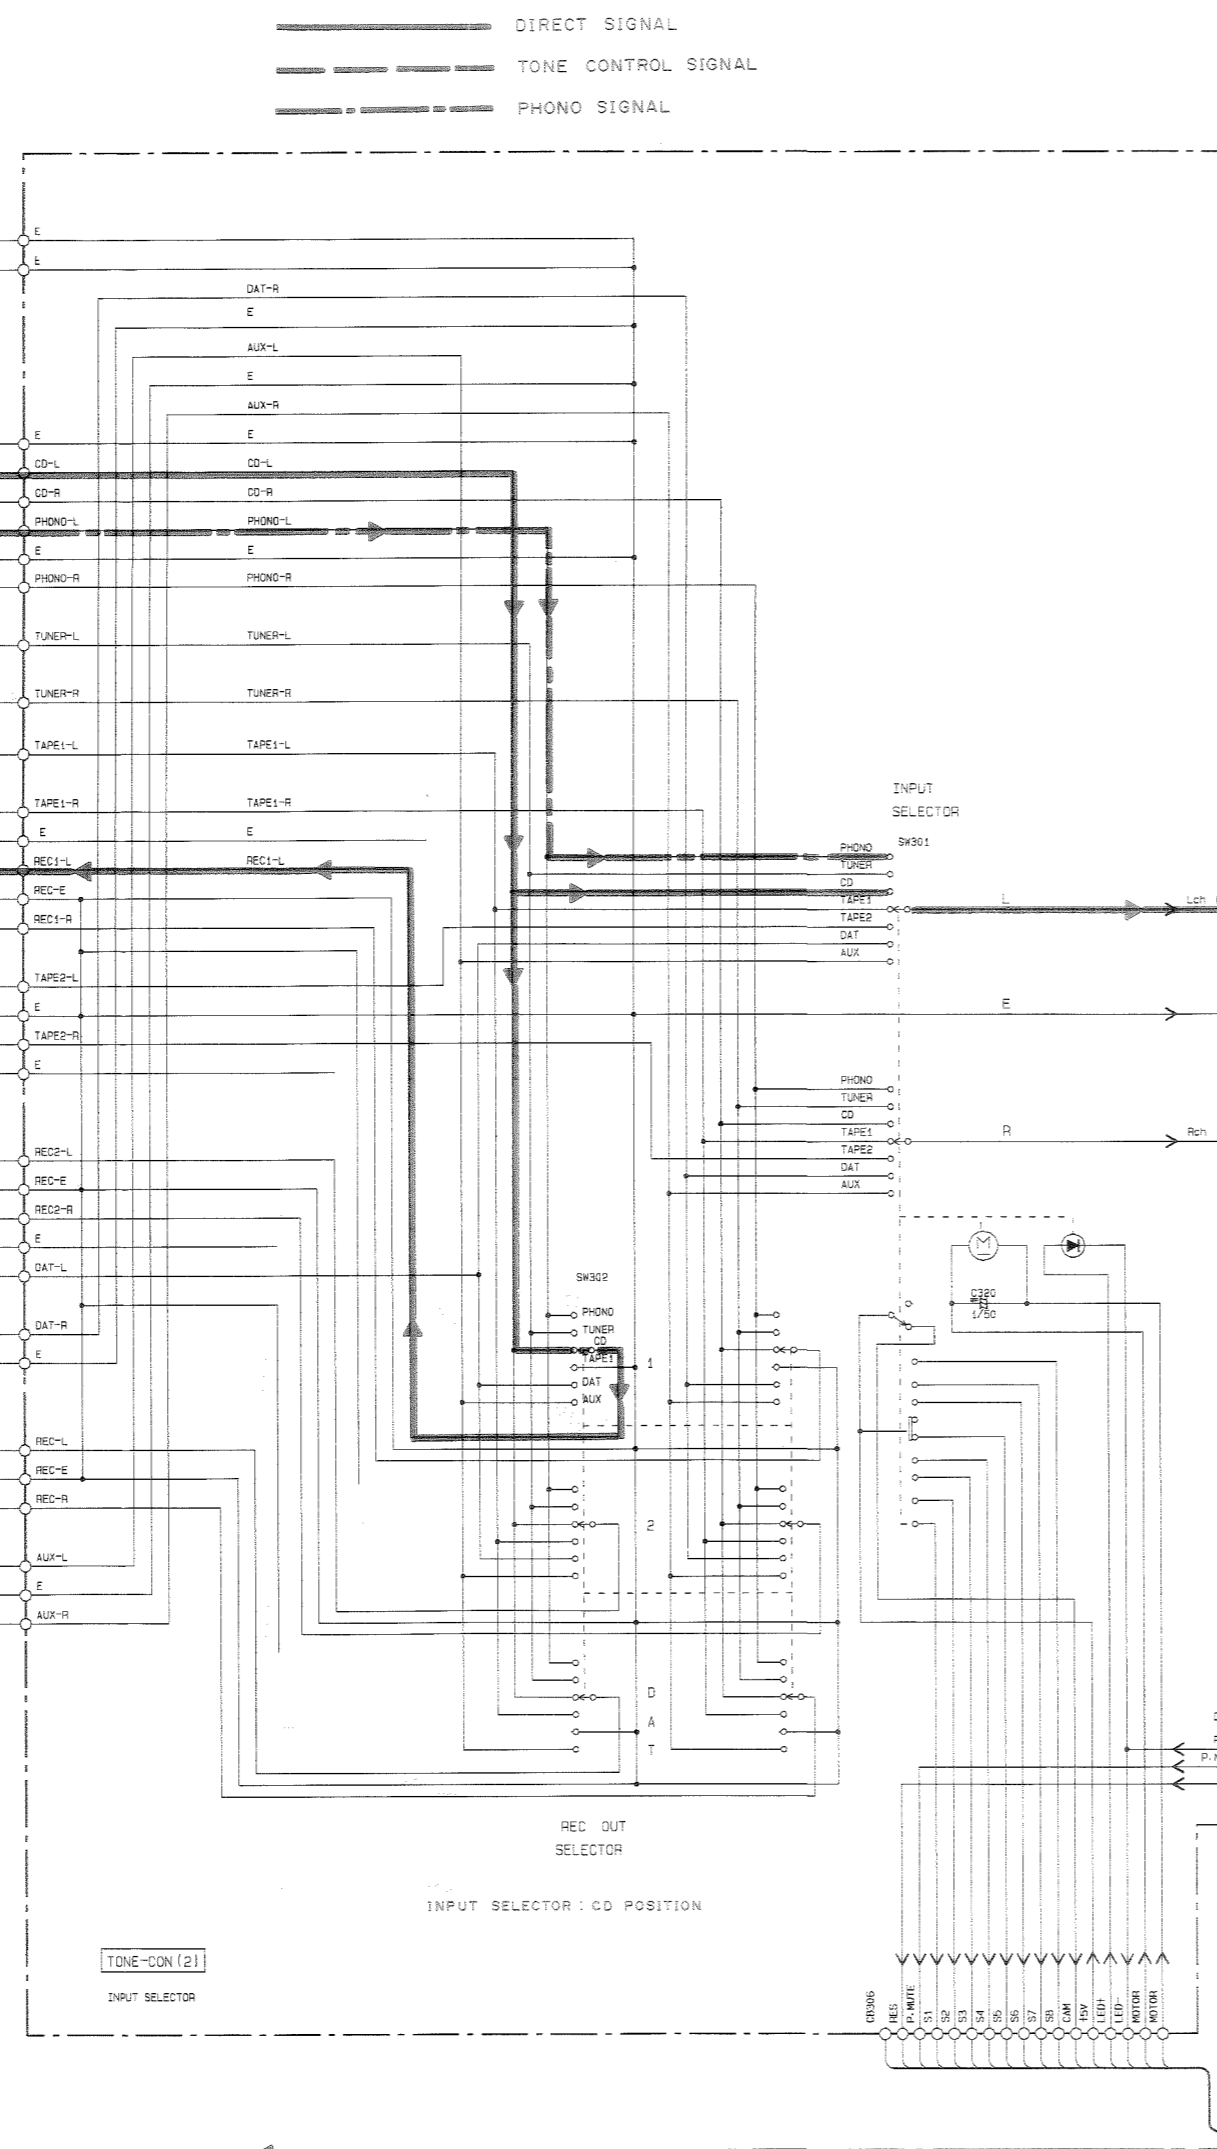 DIRECT SIGNAL
TONE CONTROL SIGNAL
PHONO SIGNAL
E
E
DAT-R
E
AUX-L
E
AUX-R
E E
CD-L CD-L
CD-R CD-R
PHONO-L PHONO-L
E E
PHONO-R PHONO-R
TUNER-L TUNER-L
TUNER-R TUNER-R
TAPE1-L TAPE1-L
INPUT
SELECTOR
TAPE1-R TAPE1-R
E E
SW301
PHONO
REC1-L REC1-L
TUNER
CD
REC-E
TAPE1 L Lch
REC1-R
TAPE2
DAT
AUX
TAPE2-L
E E
TAPE2-R
E
PHONO
TUNER
CD
TAPE1 R Rch
TAPE2
REC2-L
DAT
REC-E
AUX
REC2-R
E
M
DAT-L
SW302
C320
1/50
PHONO
DAT-R
TUNER
CD
E
TAPE1 1
DAT
AUX
REC-L
REC-E
REC-R
2
AUX-L
E
AUX-R
D
A
T
REC OUT
SELECTOR
INPUT SELECTOR : CD POSITION
TONE-CON (2)
INPUT SELECTOR
CB306
RES
P.MUTE
S1
S2
S3
S4
S5
S6
S7
S8
CAM
+5V
LED+
LED-
MOTOR
MOTOR